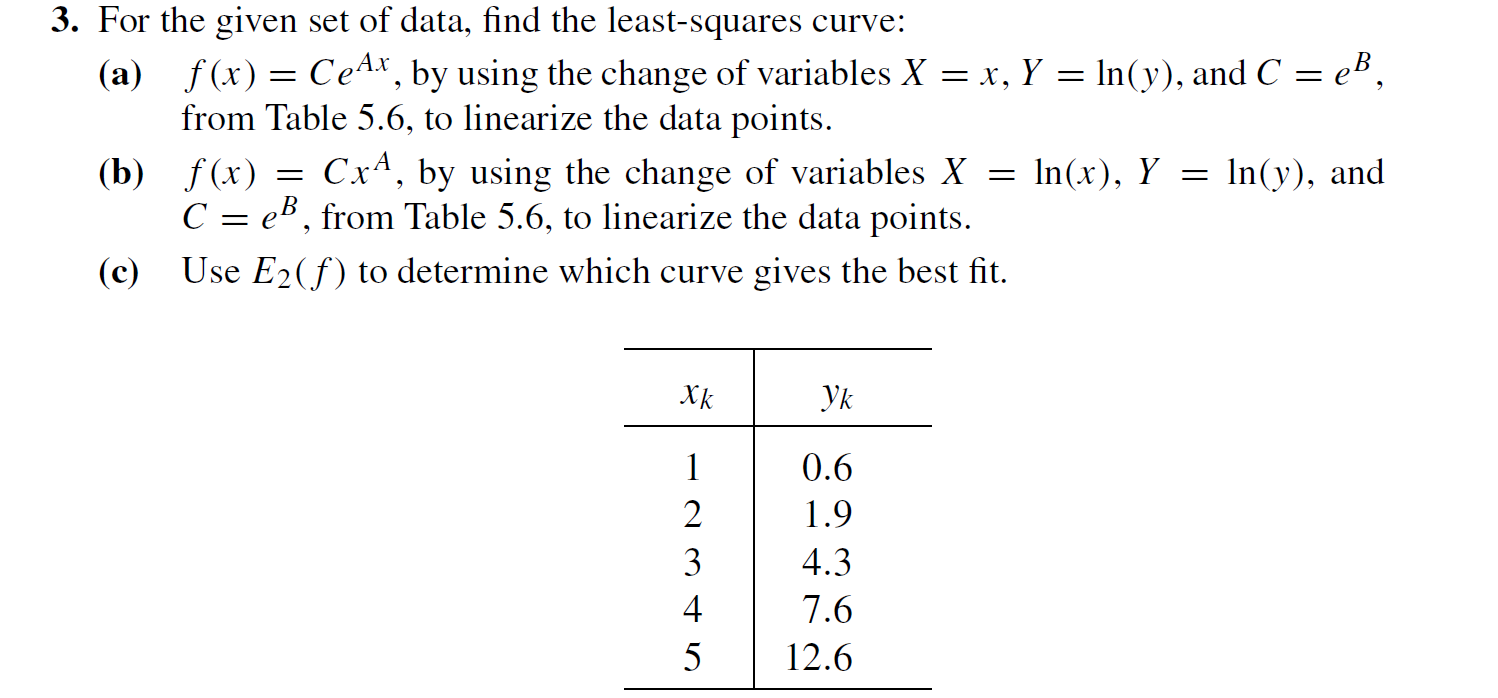 3. For the given set of data, find the least-squares curve:
(a) f(x) = Ce^{Ax}, by using the change of variables X = x, Y = ln(y), and C = e^B,
from Table 5.6, to linearize the data points.
(b) f(x) = Cx^A, by using the change of variables X = ln(x), Y = ln(y), and
C = e^B, from Table 5.6, to linearize the data points.
(c) Use E_2(f) to determine which curve gives the best fit.
x_k y_k
1 0.6
2 1.9
3 4.3
4 7.6
5 12.6